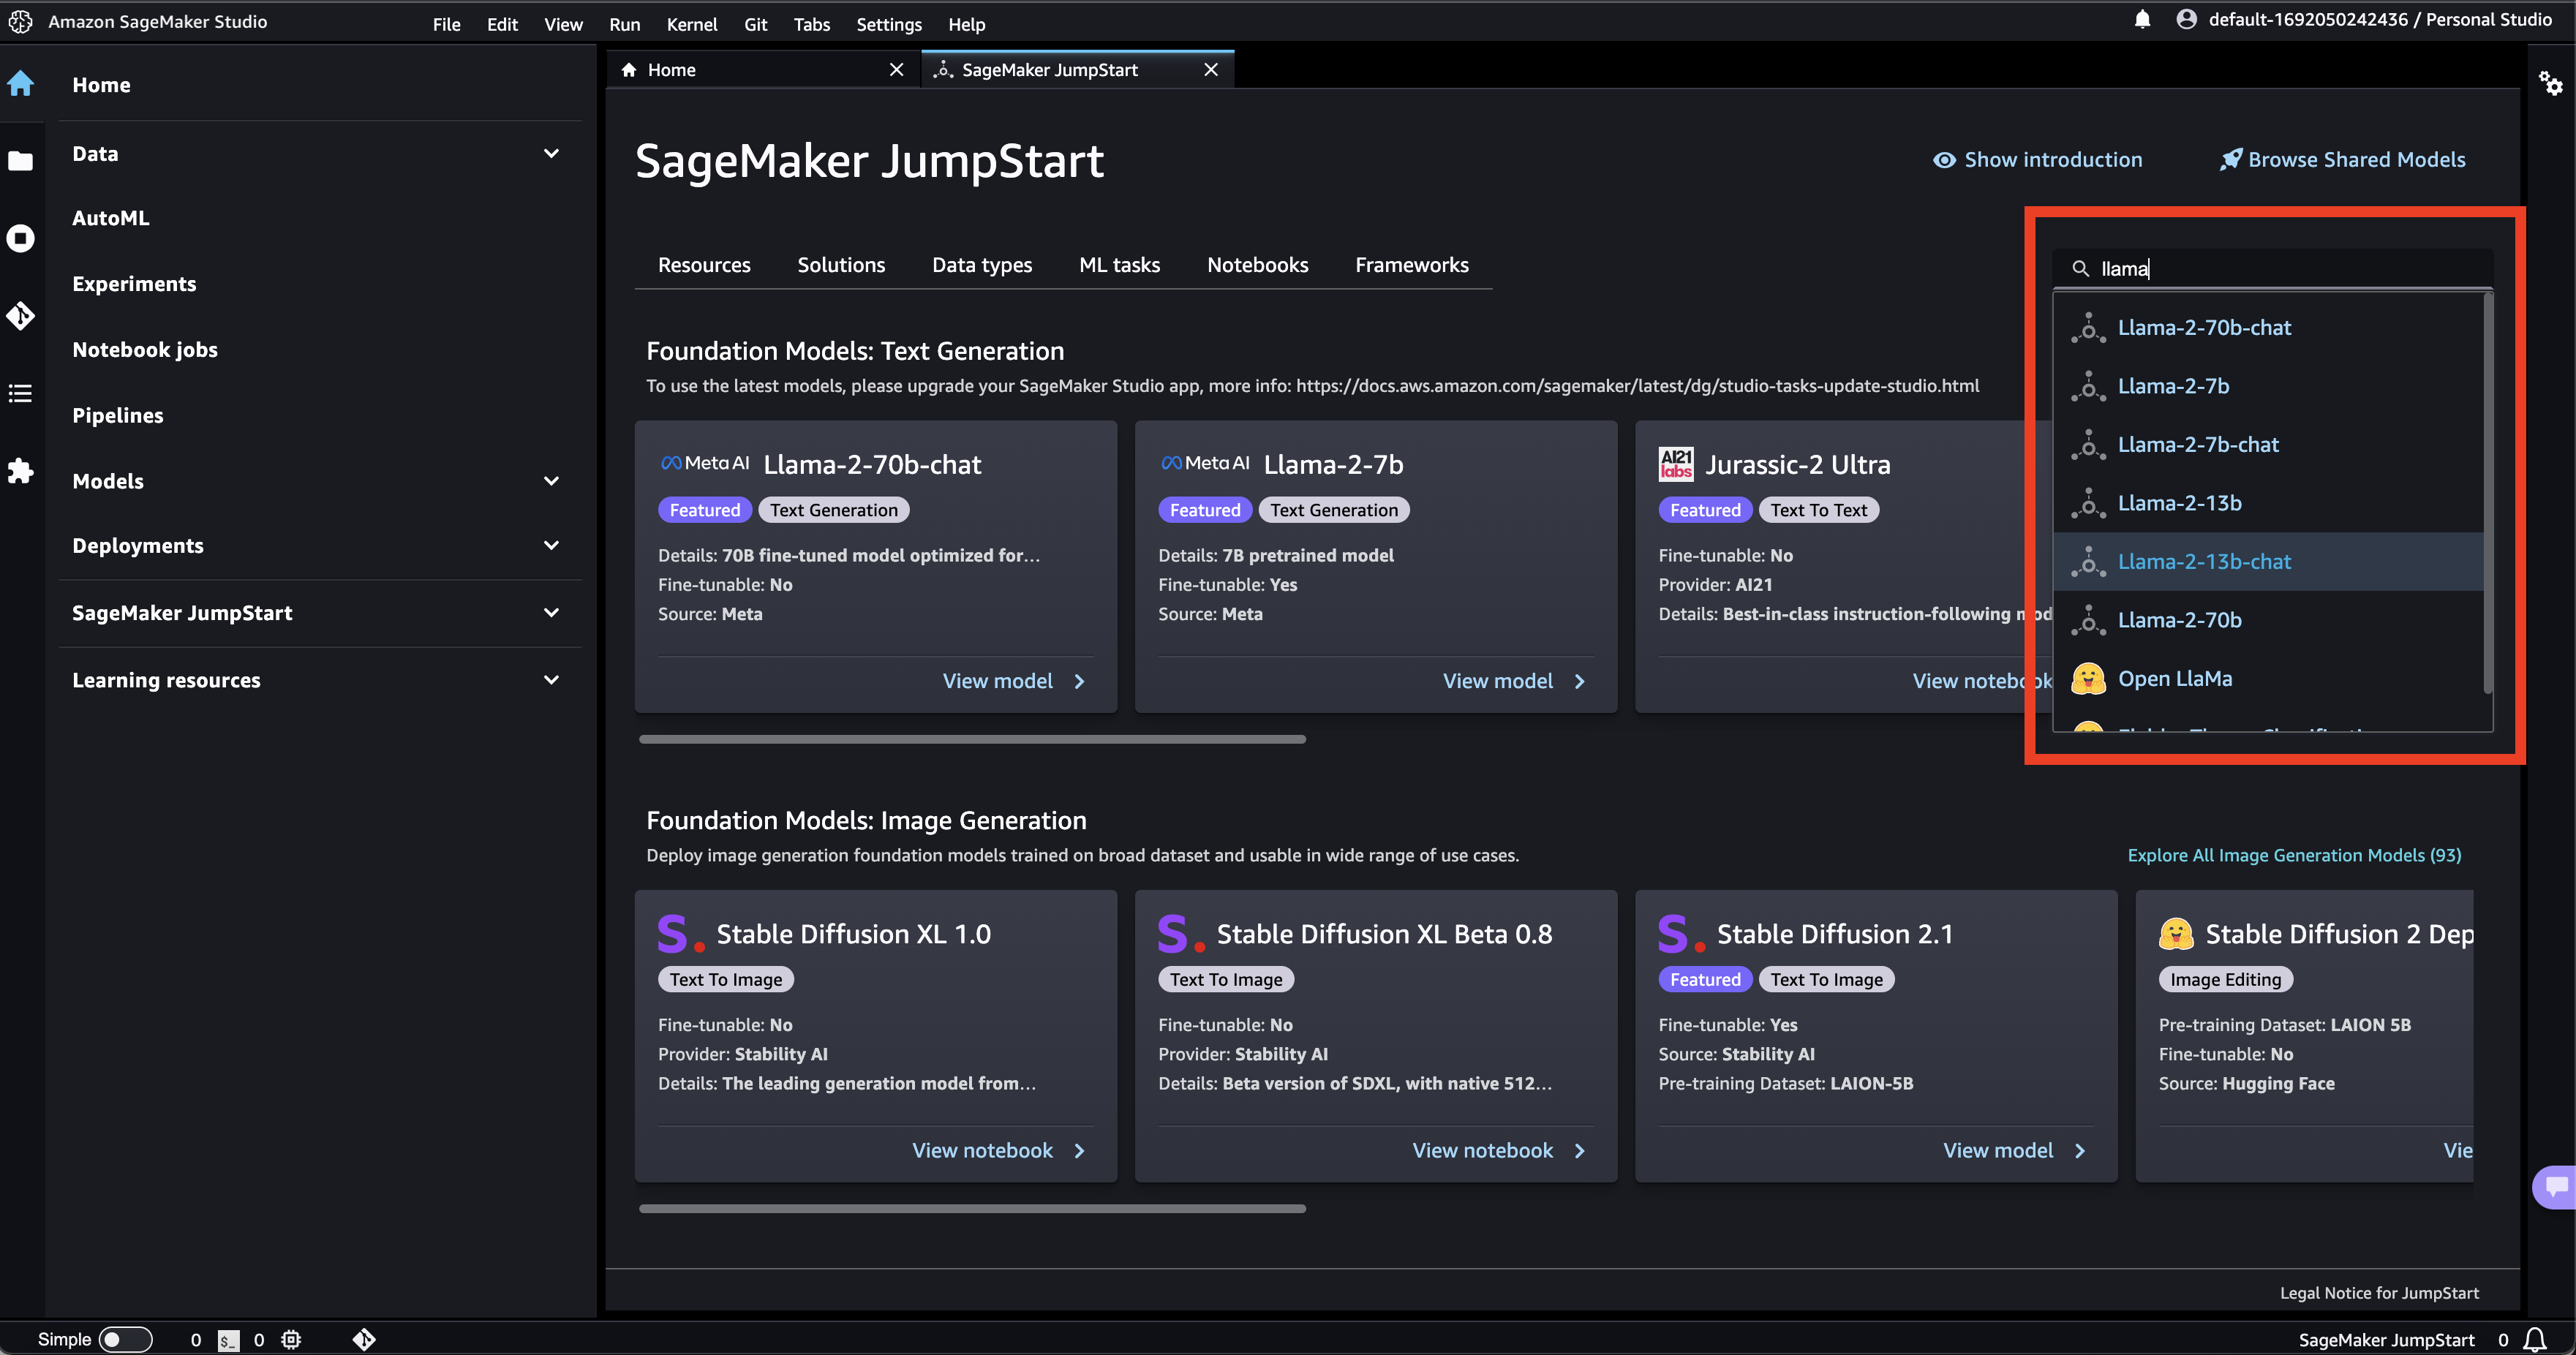 Amazon SageMaker Studio
File Edit View Run Kernel Git Tabs Settings Help
default-1692050242436 / Personal Studio
Home
Data
AutoML
Experiments
Notebook jobs
Pipelines
Models
Deployments
SageMaker JumpStart
Learning resources
Home
SageMaker JumpStart
SageMaker JumpStart
Show introduction
Browse Shared Models
Resources Solutions Data types ML tasks Notebooks Frameworks
llama
Llama-2-70b-chat
Llama-2-7b
Llama-2-7b-chat
Llama-2-13b
Llama-2-13b-chat
Llama-2-70b
Open LlaMa
Foundation Models: Text Generation
To use the latest models, please upgrade your SageMaker Studio app, more info: https://docs.aws.amazon.com/sagemaker/latest/dg/studio-tasks-update-studio.html
Meta AI Llama-2-70b-chat
Featured Text Generation
Details: 70B fine-tuned model optimized for...
Fine-tunable: No
Source: Meta
View model
Meta AI Llama-2-7b
Featured Text Generation
Details: 7B pretrained model
Fine-tunable: Yes
Source: Meta
View model
AI21 labs Jurassic-2 Ultra
Featured Text To Text
Fine-tunable: No
Provider: AI21
Details: Best-in-class instruction-following mod
View notebook
Foundation Models: Image Generation
Deploy image generation foundation models trained on broad dataset and usable in wide range of use cases.
Explore All Image Generation Models (93)
S. Stable Diffusion XL 1.0
Text To Image
Fine-tunable: No
Provider: Stability AI
Details: The leading generation model from...
View notebook
S. Stable Diffusion XL Beta 0.8
Text To Image
Fine-tunable: No
Provider: Stability AI
Details: Beta version of SDXL, with native 512...
View notebook
S. Stable Diffusion 2.1
Featured Text To Image
Fine-tunable: Yes
Source: Stability AI
Pre-training Dataset: LAION-5B
View model
Stable Diffusion 2 Dep
Image Editing
Pre-training Dataset: LAION 5B
Fine-tunable: No
Source: Hugging Face
Vie
Legal Notice for JumpStart
Simple 0 $_ 0
SageMaker JumpStart 0